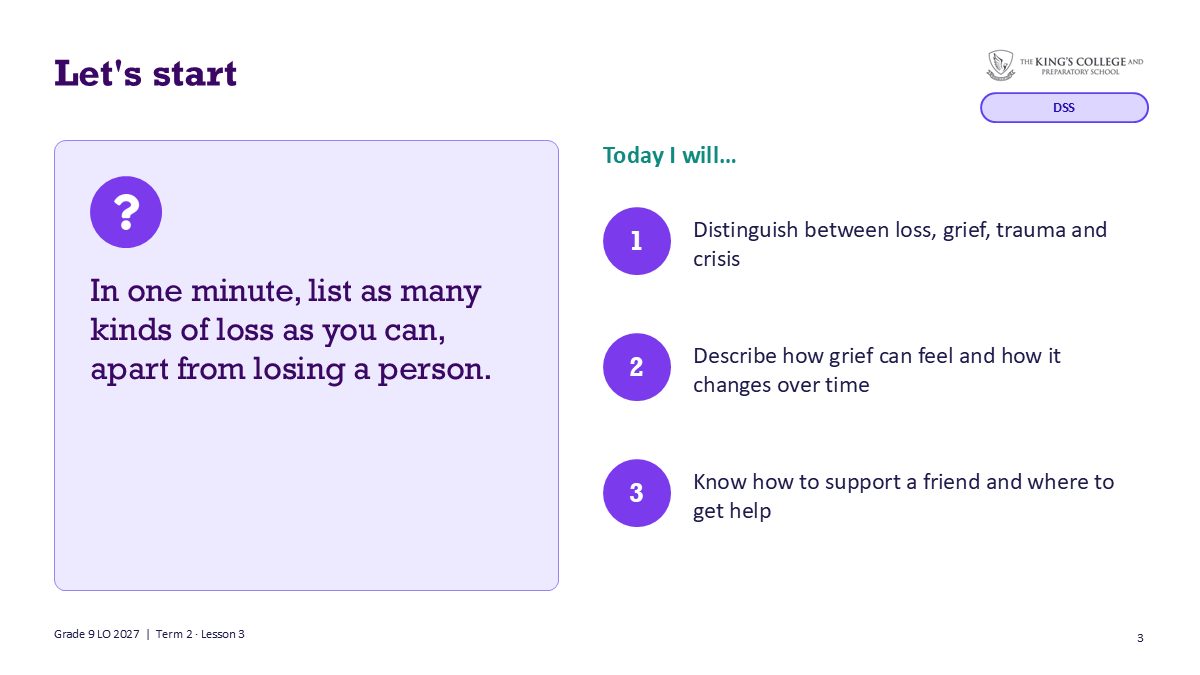 Let's start
THE KING'S COLLEGE AND
PREPARATORY SCHOOL
DSS
?
In one minute, list as many
kinds of loss as you can,
apart from losing a person.
Today I will…
1
Distinguish between loss, grief, trauma and
crisis
2
Describe how grief can feel and how it
changes over time
3
Know how to support a friend and where to
get help
Grade 9 LO 2027 | Term 2 · Lesson 3
3